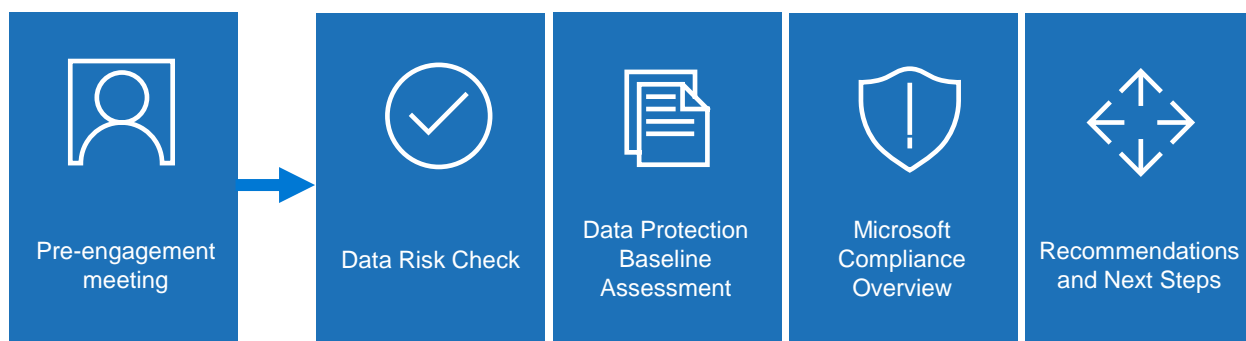 Pre-engagement
meeting
Data Risk Check
Data Protection
Baseline
Assessment
Microsoft
Compliance
Overview
Recommendations
and Next Steps